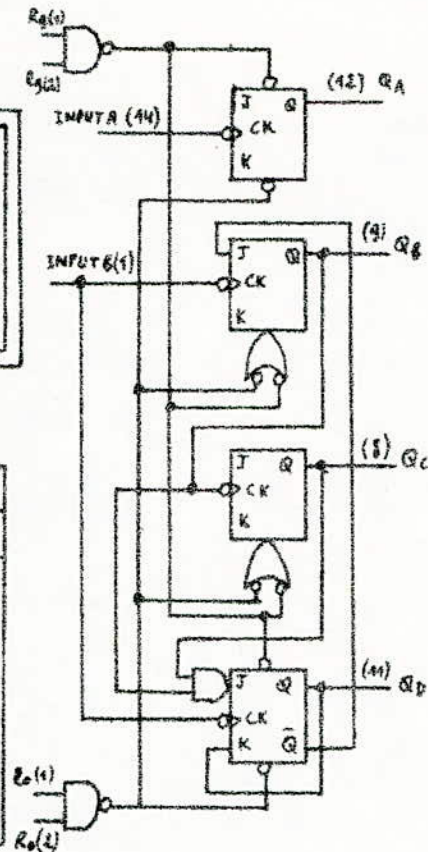 R9(1)
R9(2)
J Q (12) QA
INPUT A (14)
CK
K
(9) QB
J Q
INPUT B(1)
CK
K
(8) QC
J Q
CK
K
(11) QD
J Q
CK
K Q̅
R0(1)
R0(2)